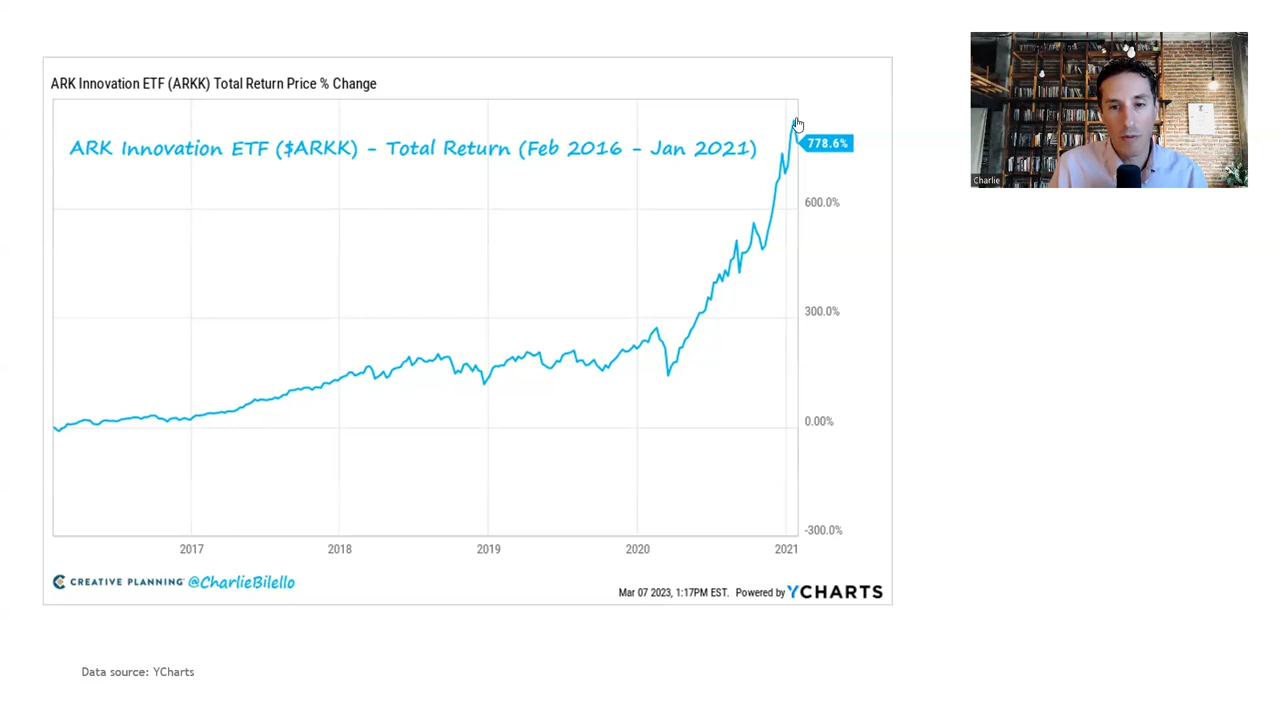 ARK Innovation ETF (ARKK) Total Return Price % Change
ARK Innovation ETF ($ARKK) - Total Return (Feb 2016 - Jan 2021)
778.6%
600.0%
300.0%
0.00%
-300.0%
2017 2018 2019 2020 2021
CREATIVE PLANNING @CharlieBilello
Mar 07 2023, 1:17PM EST. Powered by YCHARTS
Data source: YCharts
Charlie